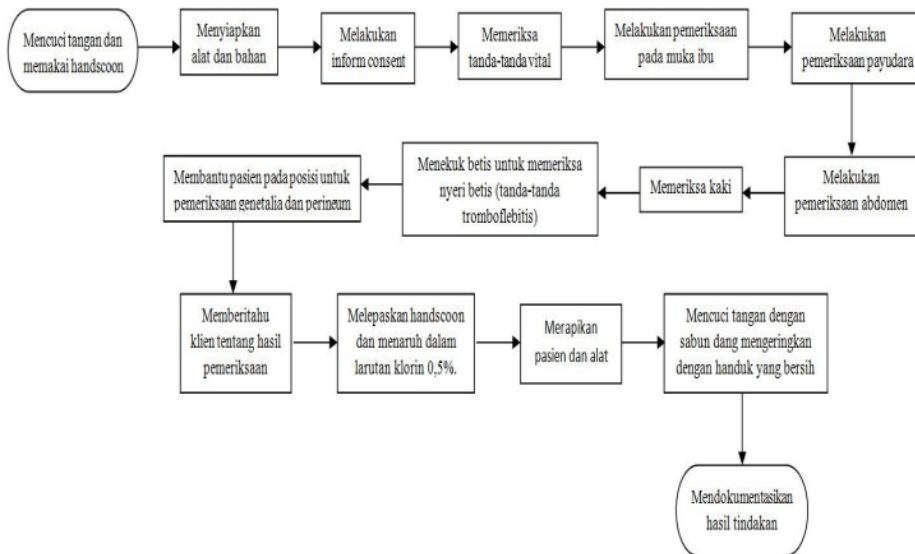 Mencuci tangan dan
memakai handscoon
Menyiapkan
alat dan bahan
Melakukan
inform consent
Memeriksa
tanda-tanda vital
Melakukan pemeriksaan
pada muka ibu
Melakukan
pemeriksaan payudara
Melakukan
pemeriksaan abdomen
Memeriksa kaki
Menekuk betis untuk memeriksa
nyeri betis (tanda-tanda
tromboflebitis)
Membantu pasien pada posisi untuk
pemeriksaan genetalia dan perineum
Memberitahu
klien tentang hasil
pemeriksaan
Melepaskan handscoon
dan menaruh dalam
larutan klorin 0,5%.
Merapikan
pasien dan alat
Mencuci tangan dengan
sabun dang mengeringkan
dengan handuk yang bersih
Mendokumentasikan
hasil tindakan